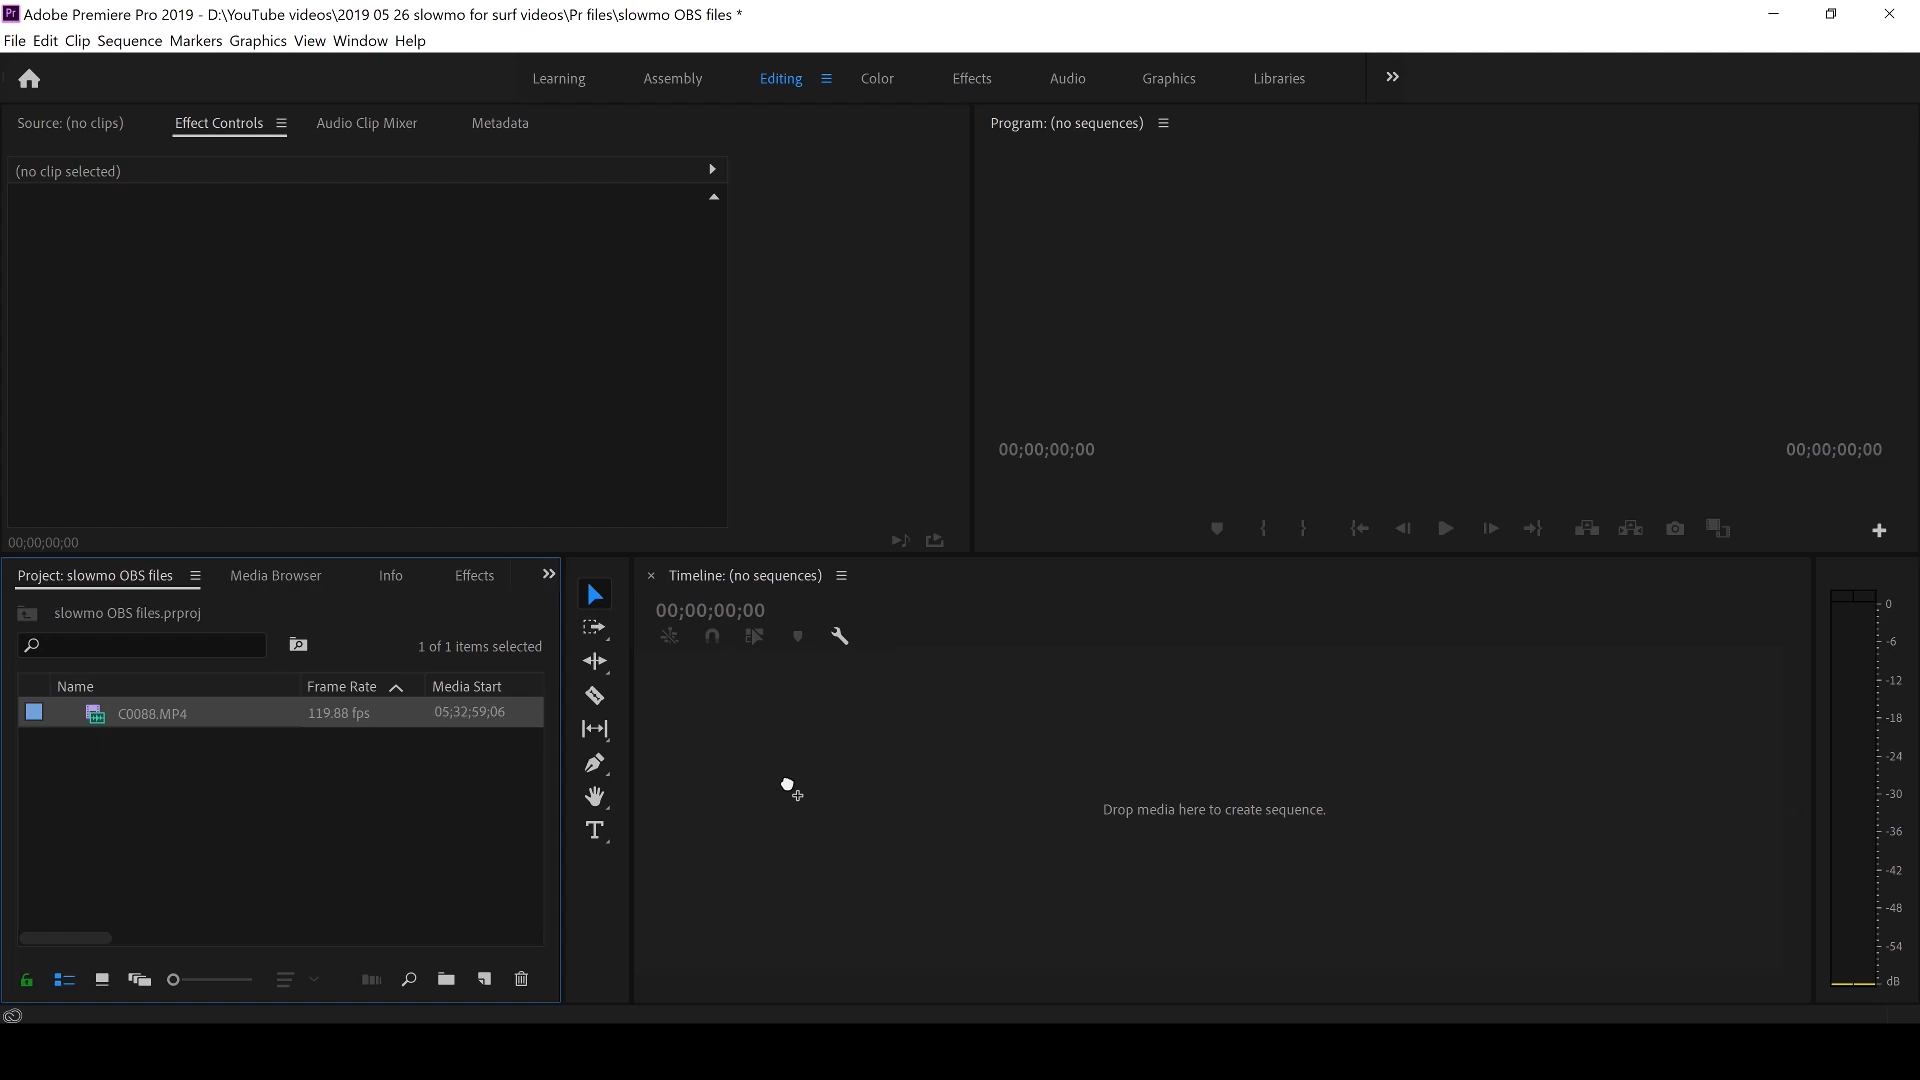 Pr Adobe Premiere Pro 2019 - D:\YouTube videos\2019 05 26 slowmo for surf videos\Pr files\slowmo OBS files *
File Edit Clip Sequence Markers Graphics View Window Help
Learning Assembly Editing Color Effects Audio Graphics Libraries
Source: (no clips) Effect Controls Audio Clip Mixer Metadata
Program: (no sequences)
(no clip selected)
00;00;00;00 00;00;00;00
00;00;00;00
Project: slowmo OBS files Media Browser Info Effects
Timeline: (no sequences)
00;00;00;00
slowmo OBS files.prproj
1 of 1 items selected
Name Frame Rate Media Start
C0088.MP4 119.88 fps 05;32;59;06
Drop media here to create sequence.
T
0
-6
-12
-18
-24
-30
-36
-42
-48
-54
dB